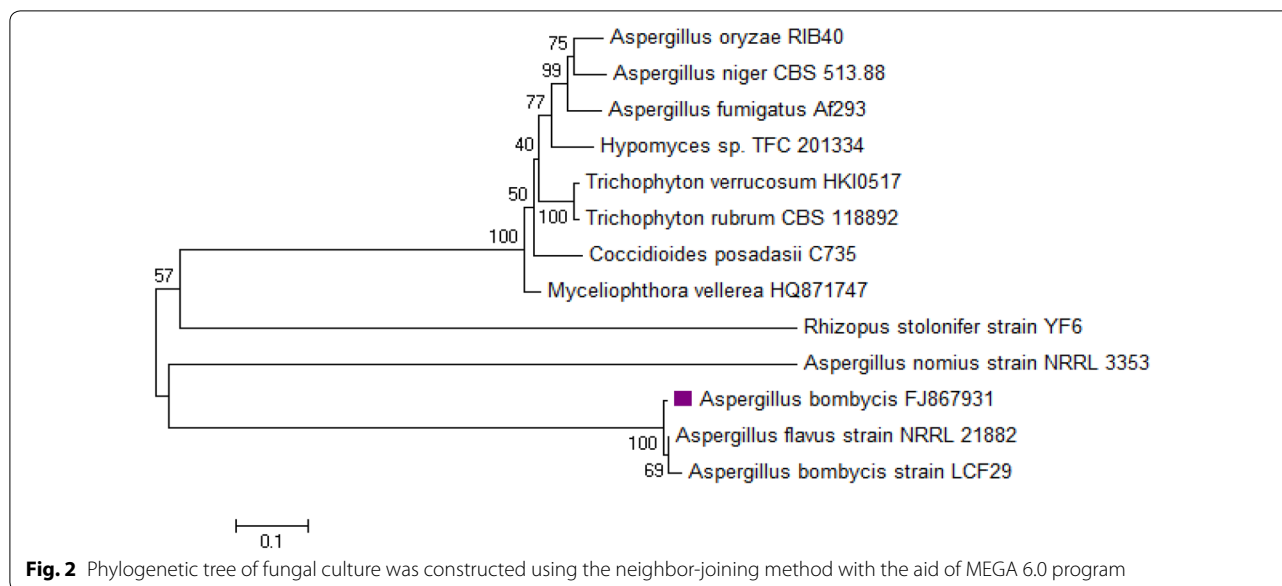 75
Aspergillus oryzae RIB40
99
Aspergillus niger CBS 513.88
77
Aspergillus fumigatus Af293
40
Hypomyces sp. TFC 201334
Trichophyton verrucosum HKI0517
50
100
Trichophyton rubrum CBS 118892
100
Coccidioides posadasii C735
57
Myceliophthora vellerea HQ871747
Rhizopus stolonifer strain YF6
Aspergillus nomius strain NRRL 3353
Aspergillus bombycis FJ867931
100
Aspergillus flavus strain NRRL 21882
69
Aspergillus bombycis strain LCF29
0.1
Fig. 2 Phylogenetic tree of fungal culture was constructed using the neighbor-joining method with the aid of MEGA 6.0 program